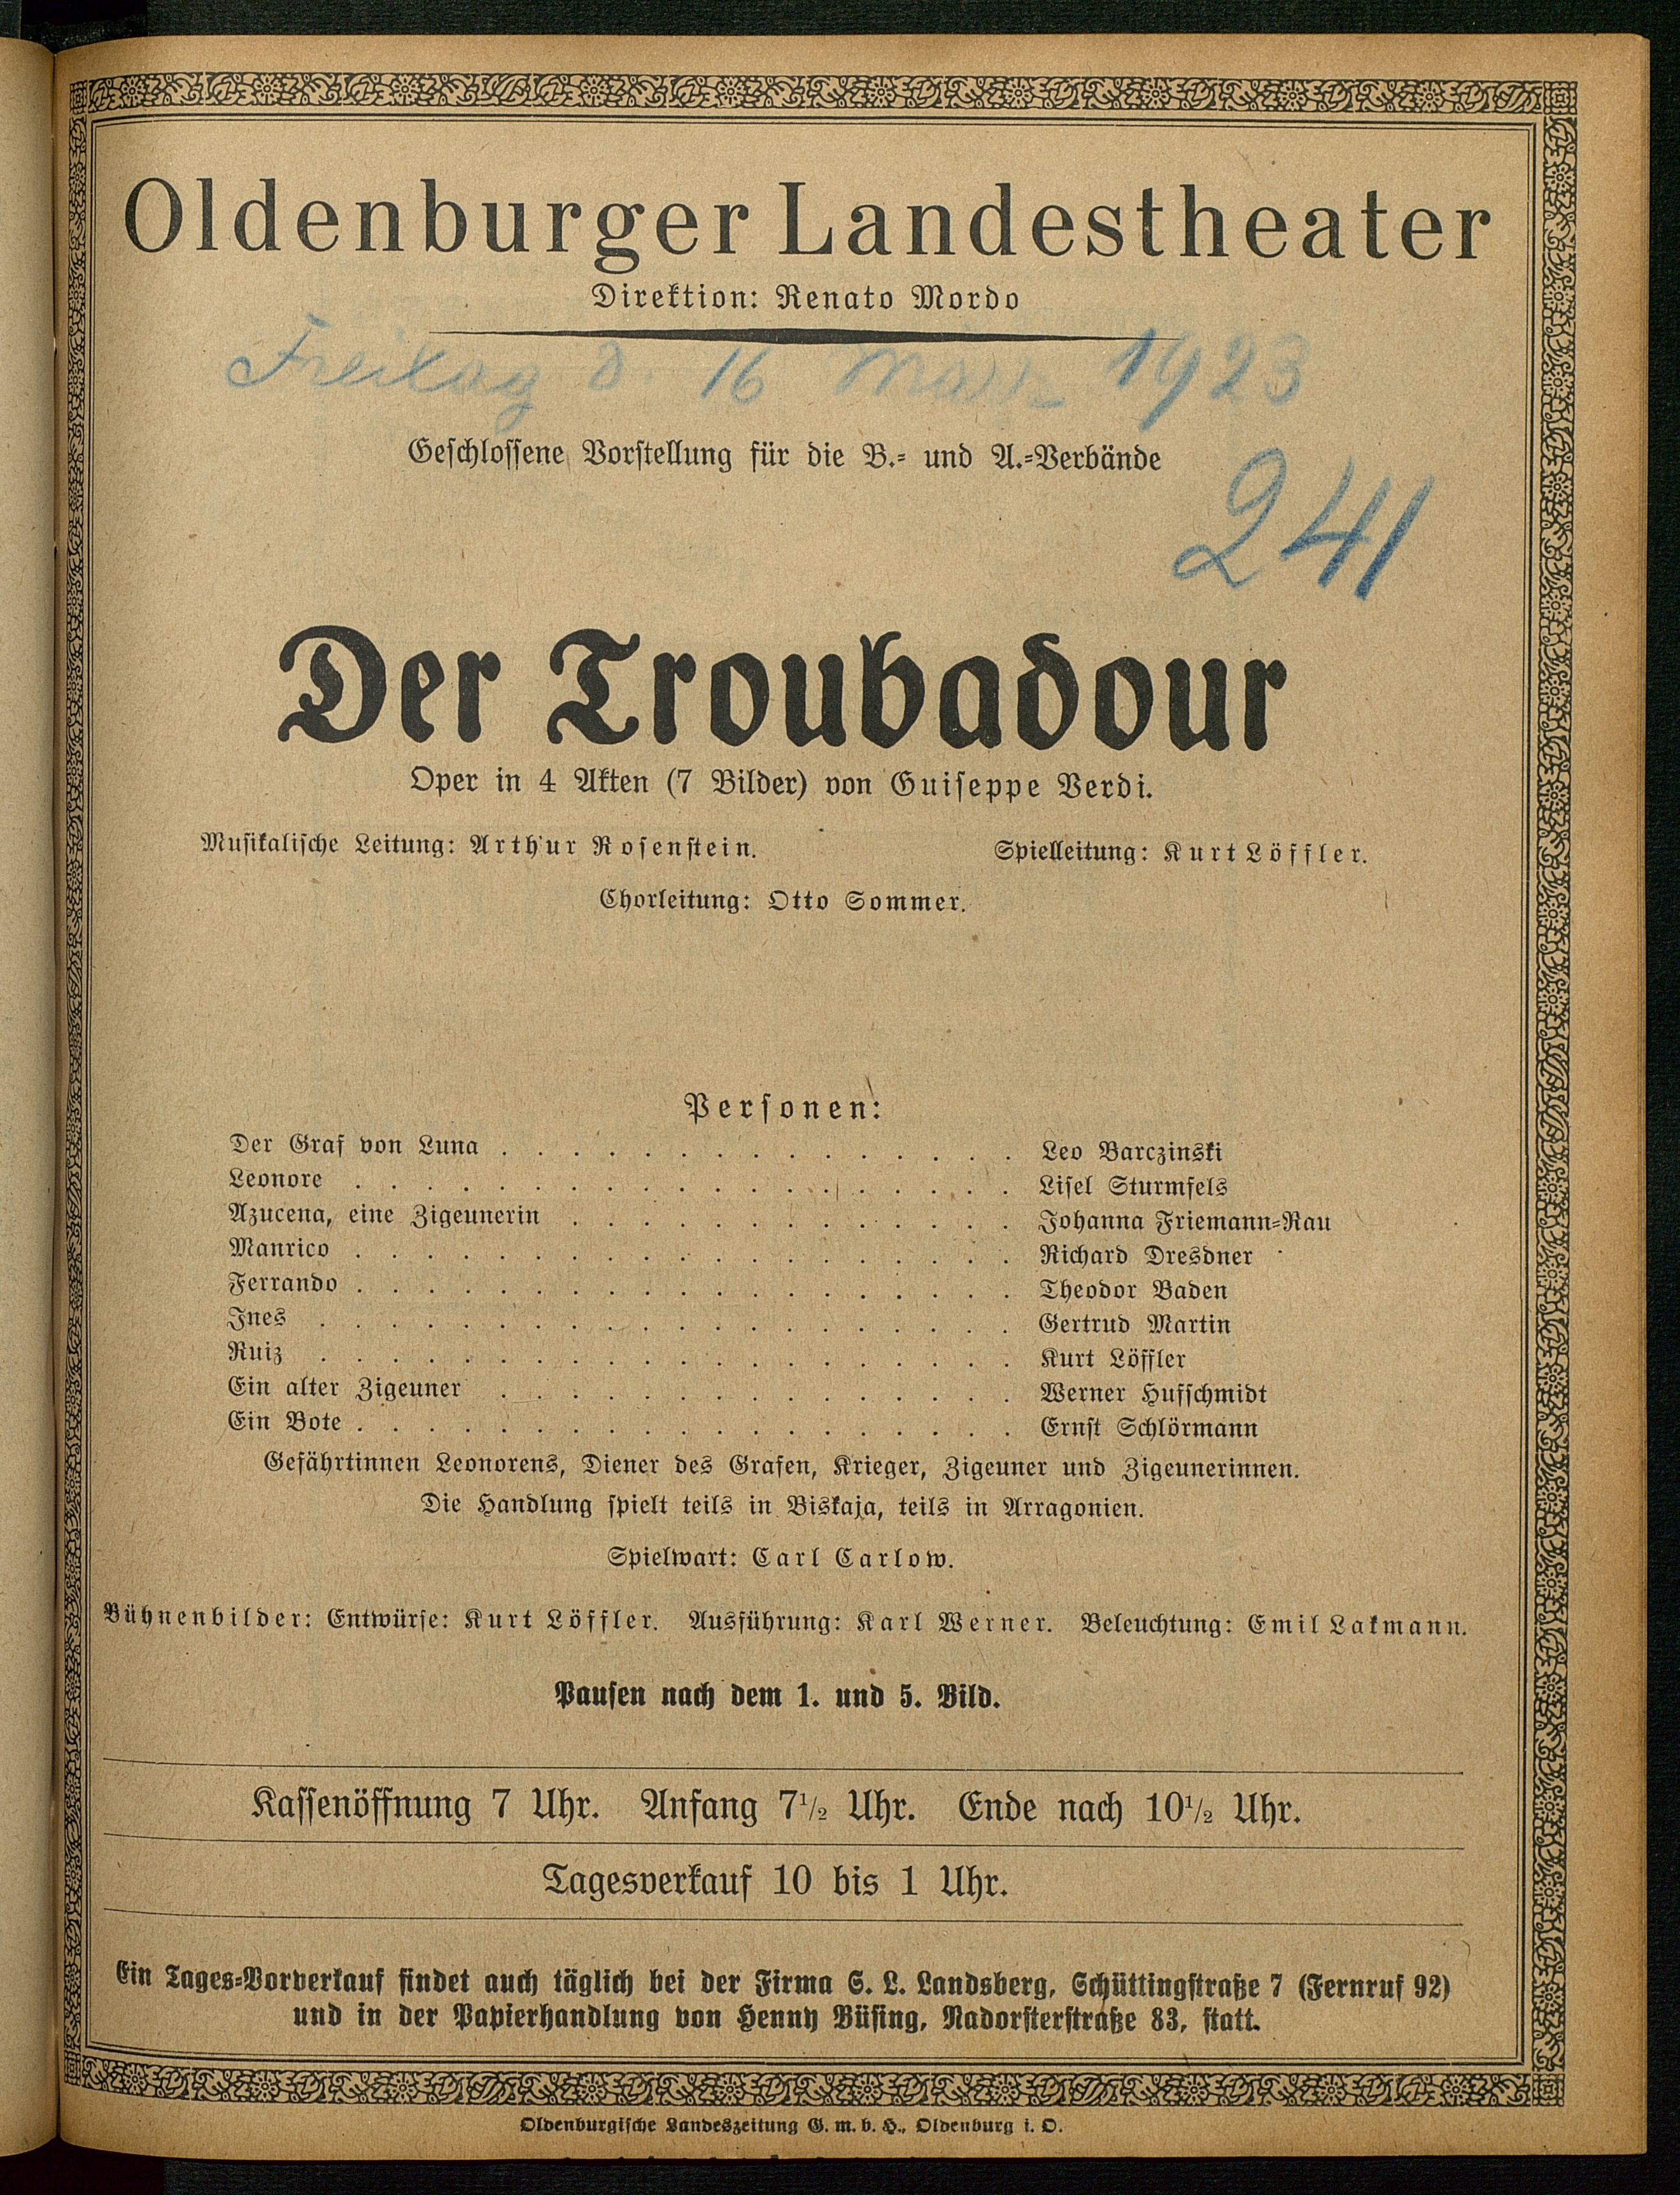 Oldenburger Landestheater
Direktion: Renato Mordo
Freitag d. 16 März 1923
Geschlossene Vorstellung für die B.- und A.-Verbände
241
Der Troubadour
Oper in 4 Akten (7 Bilder) von Guiseppe Verdi.
Musikalische Leitung: Arthur Rosenstein. Spielleitung: Kurt Löffler.
Chorleitung: Otto Sommer.
Personen:
Der Graf von Luna . . . . . . . . . . . . . . . Leo Barczinski
Leonore . . . . . . . . . . . . . . . . . . . Lisel Sturmfels
Azucena, eine Zigeunerin . . . . . . . . . . . . . Johanna Friemann-Rau
Manrico . . . . . . . . . . . . . . . . . . . Richard Dresdner
Ferrando . . . . . . . . . . . . . . . . . . . Theodor Baden
Ines . . . . . . . . . . . . . . . . . . . . Gertrud Martin
Ruiz . . . . . . . . . . . . . . . . . . . . Kurt Löffler
Ein alter Zigeuner . . . . . . . . . . . . . . . Werner Hufschmidt
Ein Bote . . . . . . . . . . . . . . . . . . . Ernst Schlörmann
Gefährtinnen Leonorens, Diener des Grafen, Krieger, Zigeuner und Zigeunerinnen.
Die Handlung spielt teils in Biskaja, teils in Arragonien.
Spielwart: Carl Carlow.
Bühnenbilder: Entwürfe: Kurt Löffler. Ausführung: Karl Werner. Beleuchtung: Emil Lakmann.
Pausen nach dem 1. und 5. Bild.
Kassenöffnung 7 Uhr. Anfang 7½ Uhr. Ende nach 10½ Uhr.
Tagesverkauf 10 bis 1 Uhr.
Ein Tages-Vorverkauf findet auch täglich bei der Firma S. L. Landsberg, Schüttingstraße 7 (Fernruf 92)
und in der Papierhandlung von Henny Büsing, Nadorsterstraße 83, statt.
Oldenburgische Landeszeitung G. m. b. H., Oldenburg i. O.